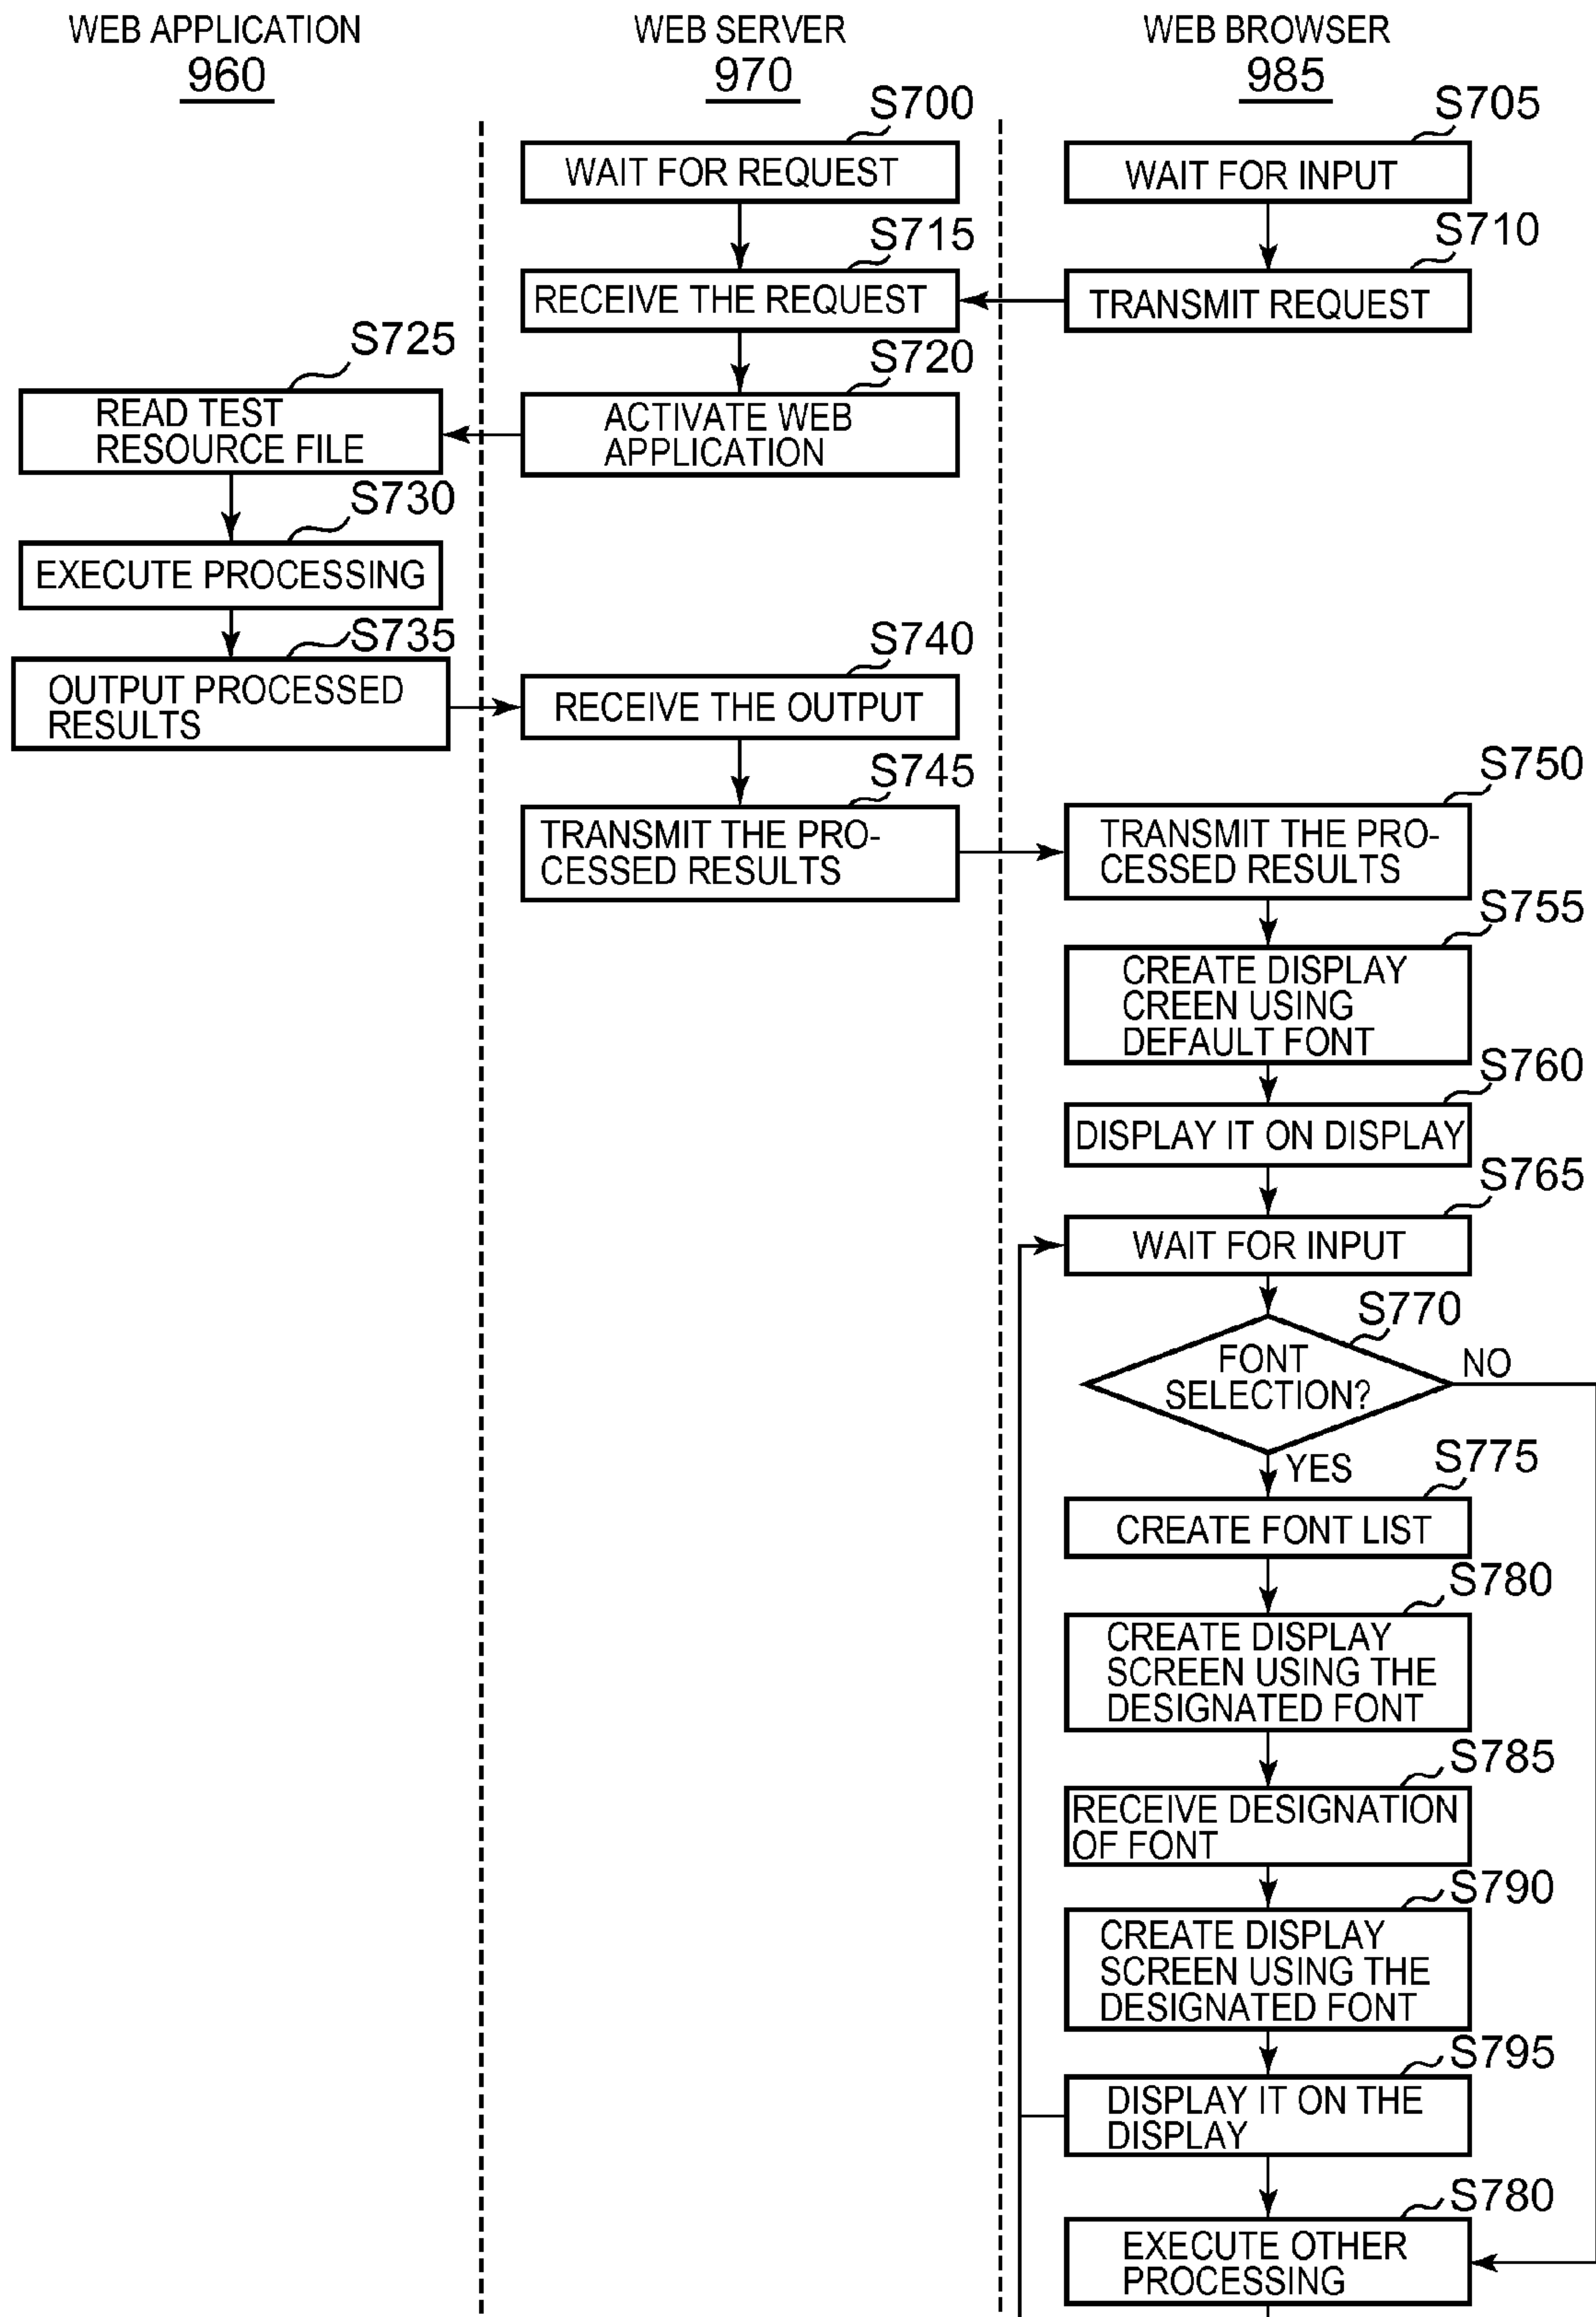 WEB APPLICATION
960
WEB SERVER
970
WEB BROWSER
985
S700
WAIT FOR REQUEST
S705
WAIT FOR INPUT
S710
TRANSMIT REQUEST
S715
RECEIVE THE REQUEST
S720
ACTIVATE WEB
APPLICATION
S725
READ TEST
RESOURCE FILE
S730
EXECUTE PROCESSING
S735
OUTPUT PROCESSED
RESULTS
S740
RECEIVE THE OUTPUT
S745
TRANSMIT THE PRO-
CESSED RESULTS
S750
TRANSMIT THE PRO-
CESSED RESULTS
S755
CREATE DISPLAY
CREEN USING
DEFAULT FONT
S760
DISPLAY IT ON DISPLAY
S765
WAIT FOR INPUT
S770
FONT
SELECTION?
NO
YES
S775
CREATE FONT LIST
S780
CREATE DISPLAY
SCREEN USING THE
DESIGNATED FONT
S785
RECEIVE DESIGNATION
OF FONT
S790
CREATE DISPLAY
SCREEN USING THE
DESIGNATED FONT
S795
DISPLAY IT ON THE
DISPLAY
S780
EXECUTE OTHER
PROCESSING